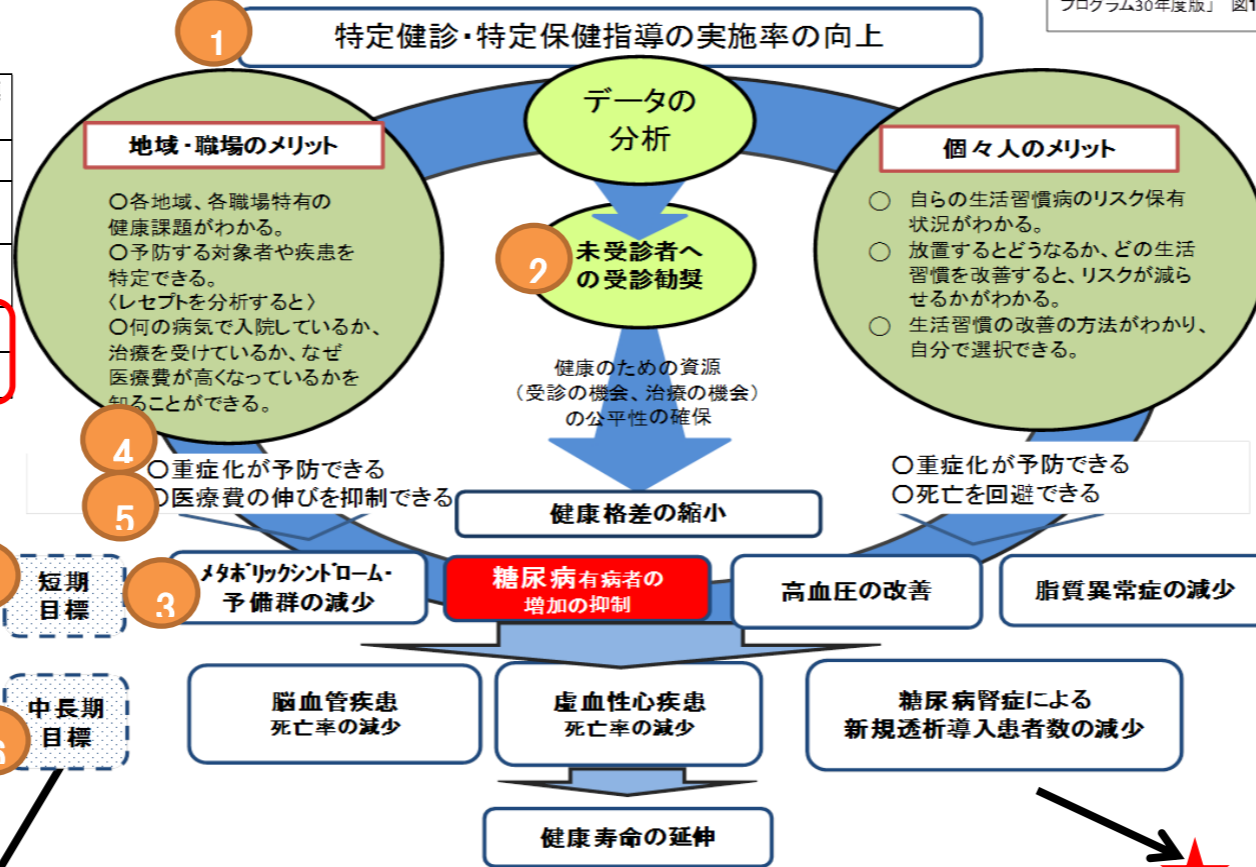 プログラム30年度版」 図1
1
特定健診・特定保健指導の実施率の向上
データの
分析
地域・職場のメリット
○各地域、各職場特有の
健康課題がわかる。
○予防する対象者や疾患を
特定できる。
〈レセプトを分析すると〉
○何の病気で入院しているか、
治療を受けているか、なぜ
医療費が高くなっているかを
知ることができる。
個々人のメリット
○ 自らの生活習慣病のリスク保有
状況がわかる。
○ 放置するとどうなるか、どの生活
習慣を改善すると、リスクが減ら
せるかがわかる。
○ 生活習慣の改善の方法がわかり、
自分で選択できる。
2
未受診者へ
の受診勧奨
健康のための資源
(受診の機会、治療の機会)
の公平性の確保
4
○重症化が予防できる
5
○医療費の伸びを抑制できる
○重症化が予防できる
○死亡を回避できる
健康格差の縮小
短期
目標
3
メタボリックシンドローム・
予備群の減少
糖尿病有病者の
増加の抑制
高血圧の改善
脂質異常症の減少
中長期
目標
6
脳血管疾患
死亡率の減少
虚血性心疾患
死亡率の減少
糖尿病腎症による
新規透析導入患者数の減少
健康寿命の延伸